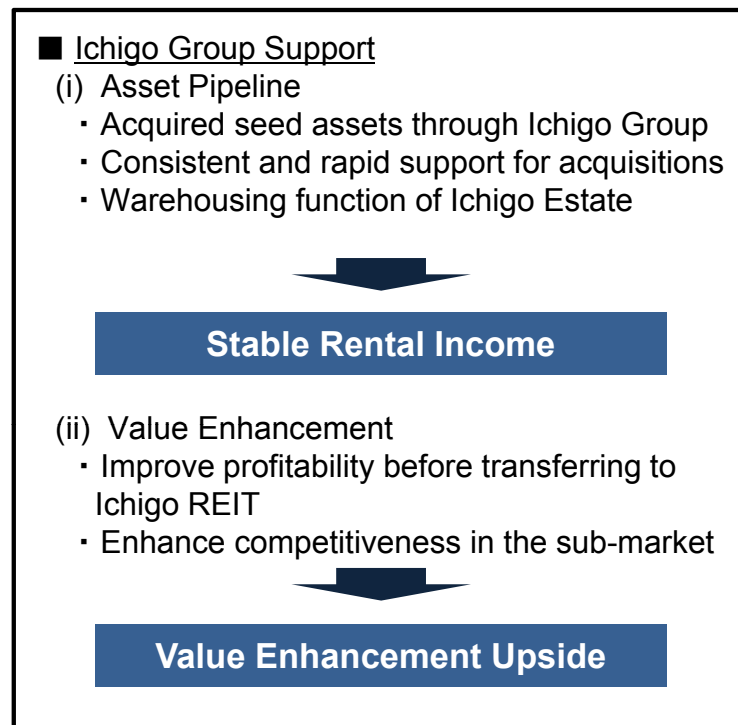 ■ Ichigo Group Support
(i) Asset Pipeline
・Acquired seed assets through Ichigo Group
・Consistent and rapid support for acquisitions
・Warehousing function of Ichigo Estate
Stable Rental Income
(ii) Value Enhancement
・Improve profitability before transferring to
Ichigo REIT
・Enhance competitiveness in the sub-market
Value Enhancement Upside